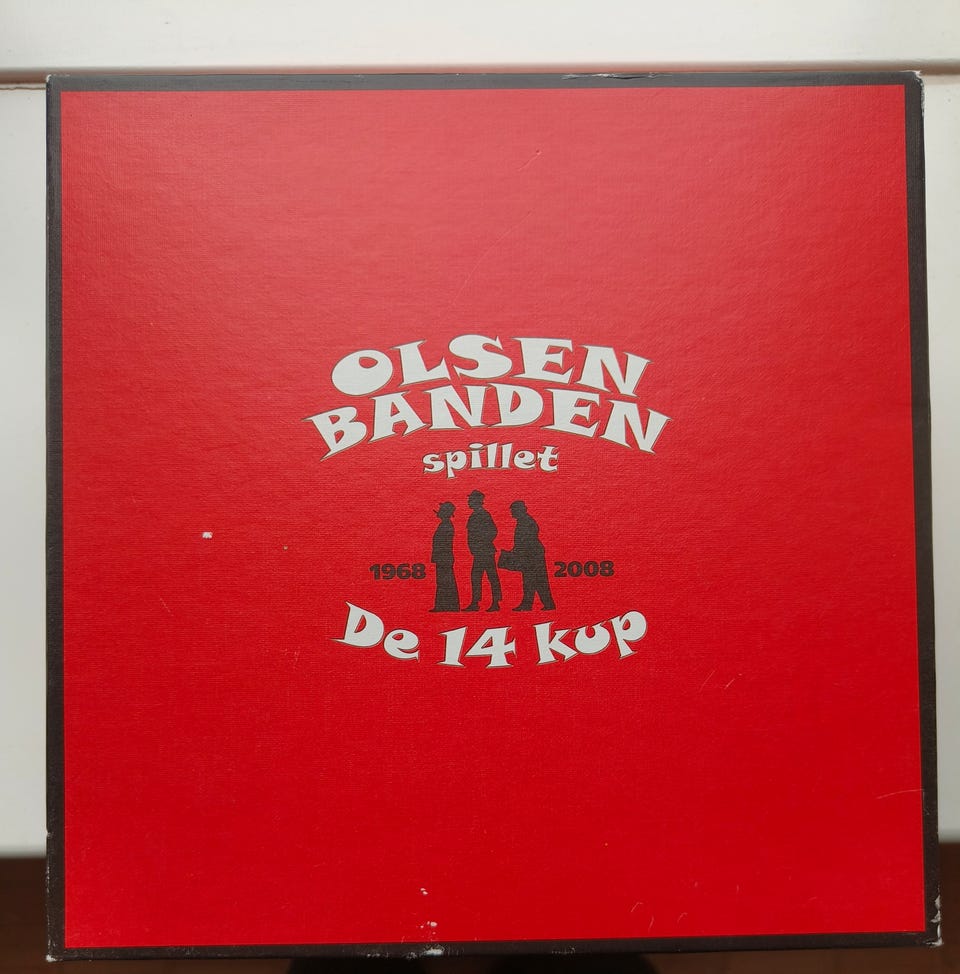 OLSEN
BANDEN
spillet
1968 2008
De 14 kup